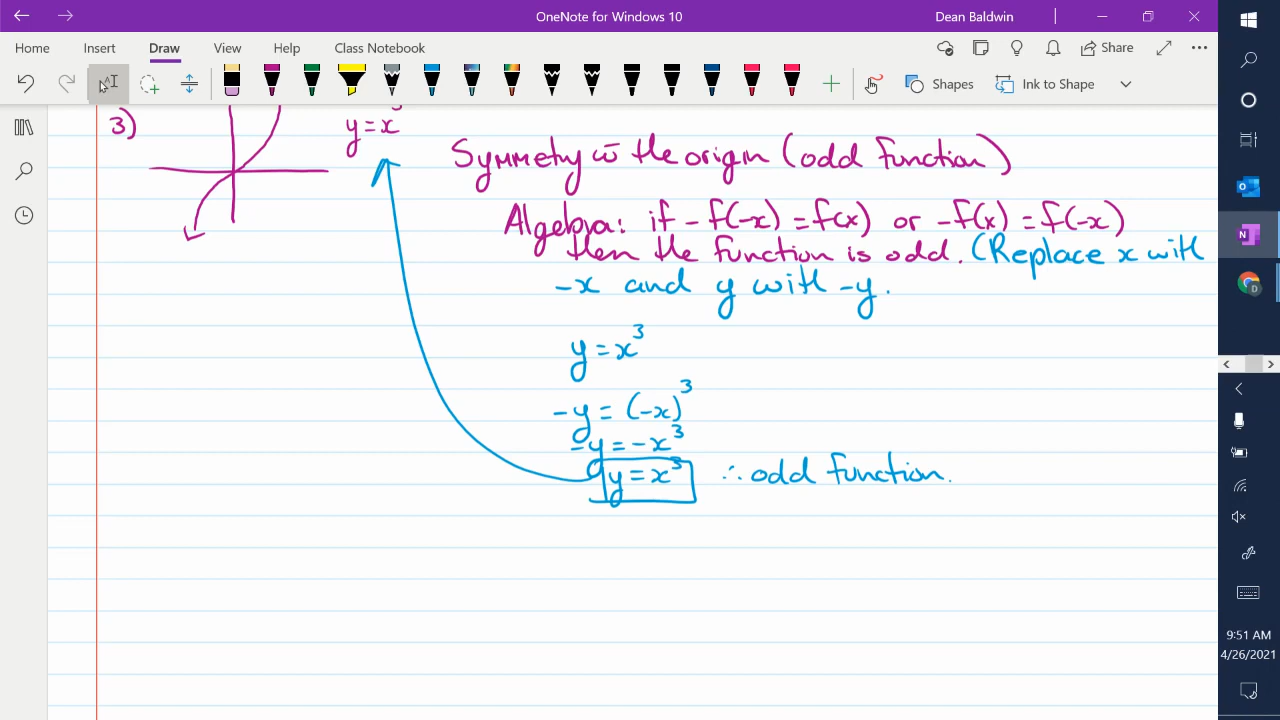 OneNote for Windows 10
Dean Baldwin
Home Insert Draw View Help Class Notebook
Share
Shapes Ink to Shape
3)
y = x³
Symmetry w̄ the origin (odd function)
Algebra: if -f(-x) = f(x) or -f(x) = f(-x)
then the function is odd. (Replace x with
-x and y with -y.
y = x³
-y = (-x)³
-y = -x³
y = x³ ∴ odd function.
9:51 AM
4/26/2021